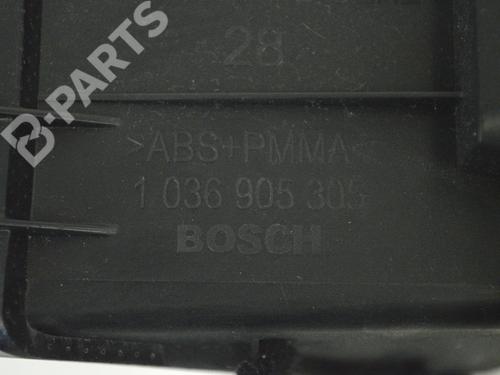 28
>ABS+PMMA<
1 036 905 305
BOSCH
B-PARTS